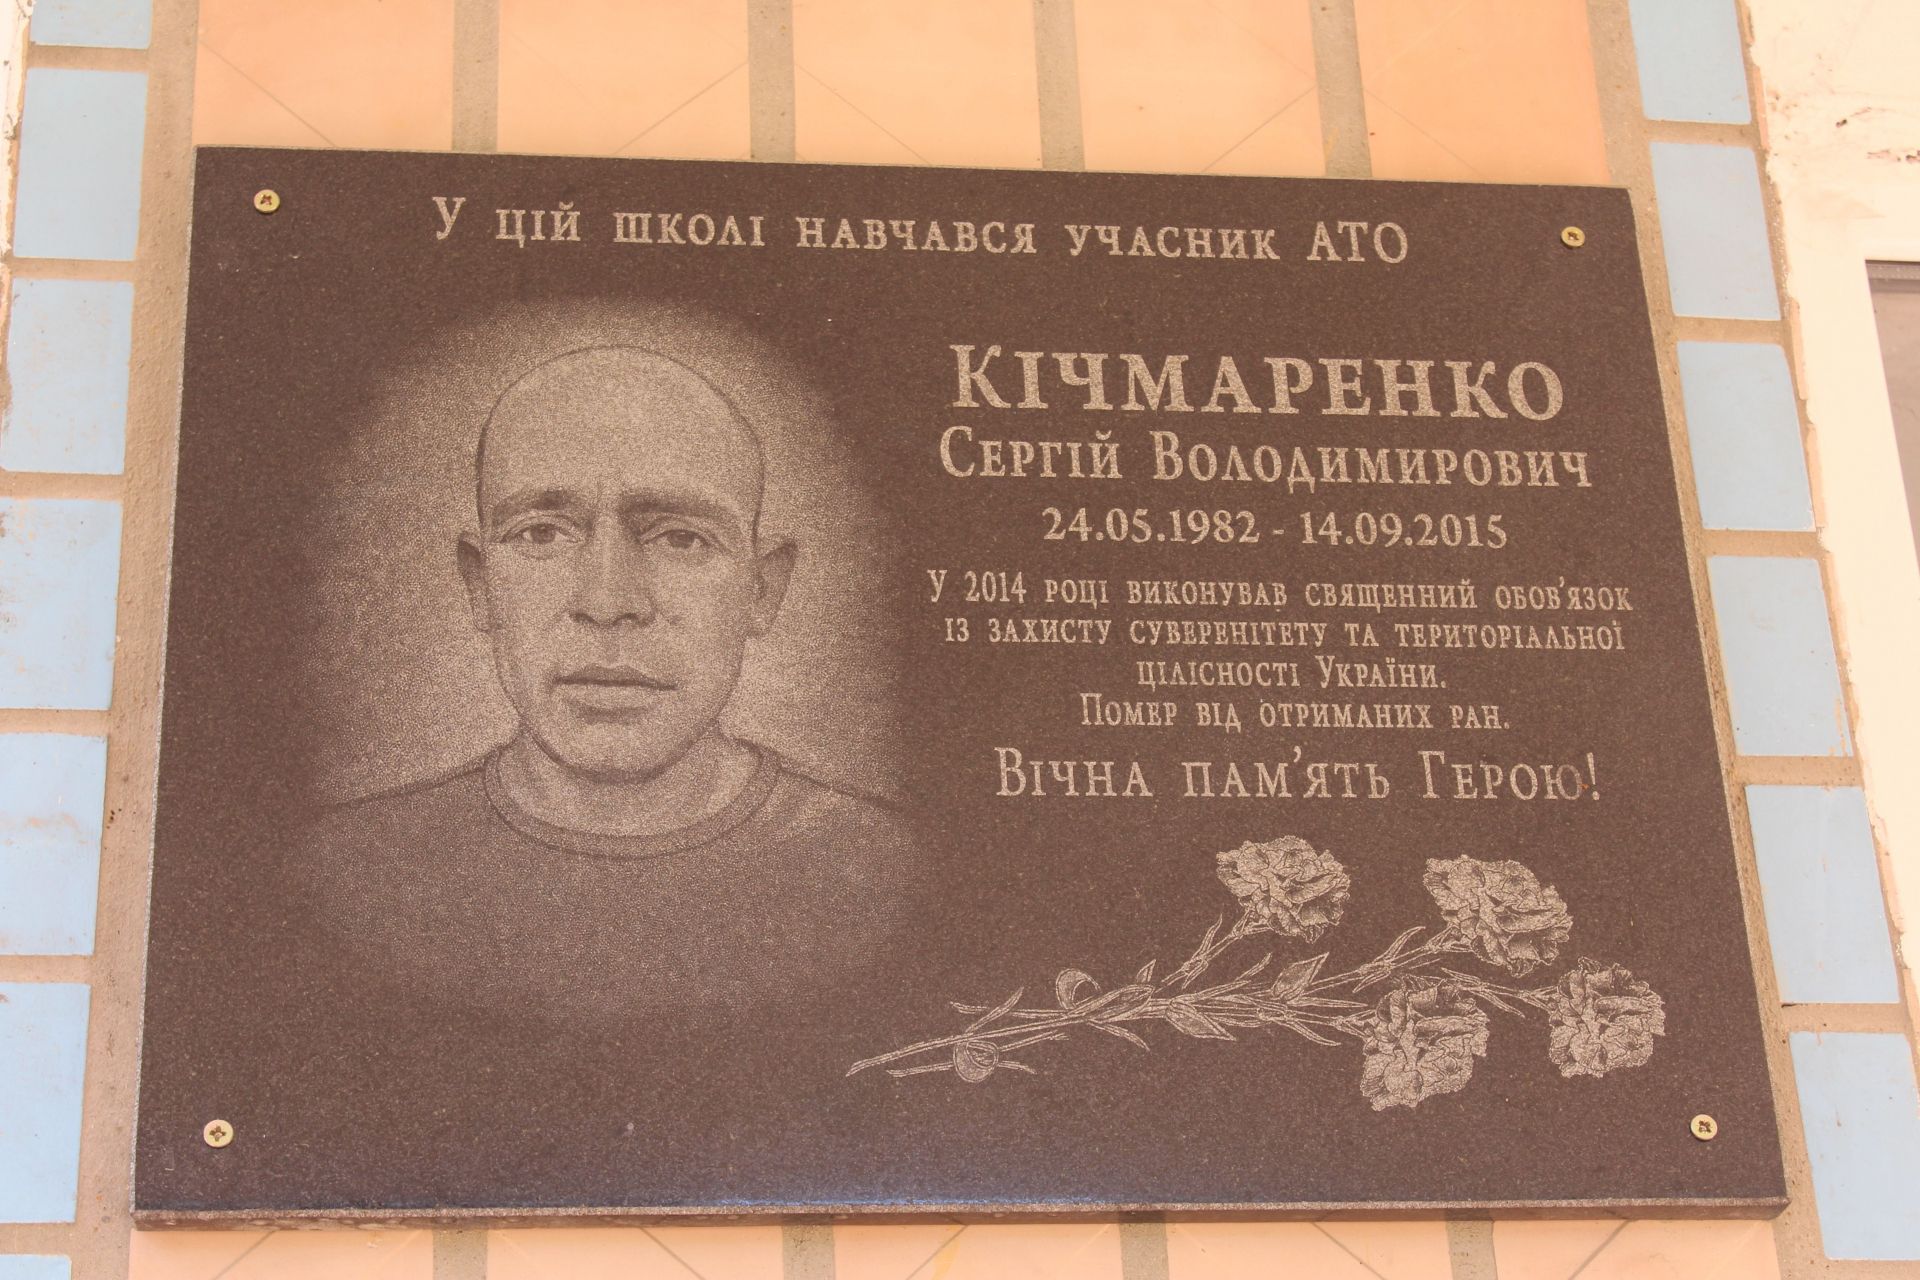 У ЦІЙ ШКОЛІ НАВЧАВСЯ УЧАСНИК АТО
КІЧМАРЕНКО
СЕРГІЙ ВОЛОДИМИРОВИЧ
24.05.1982 - 14.09.2015
У 2014 РОЦІ ВИКОНУВАВ СВЯЩЕННИЙ ОБОВ'ЯЗОК
ІЗ ЗАХИСТУ СУВЕРЕНІТЕТУ ТА ТЕРИТОРІАЛЬНОЇ
ЦІЛІСНОСТІ УКРАЇНИ.
ПОМЕР ВІД ОТРИМАНИХ РАН.
ВІЧНА ПАМ'ЯТЬ ГЕРОЮ!